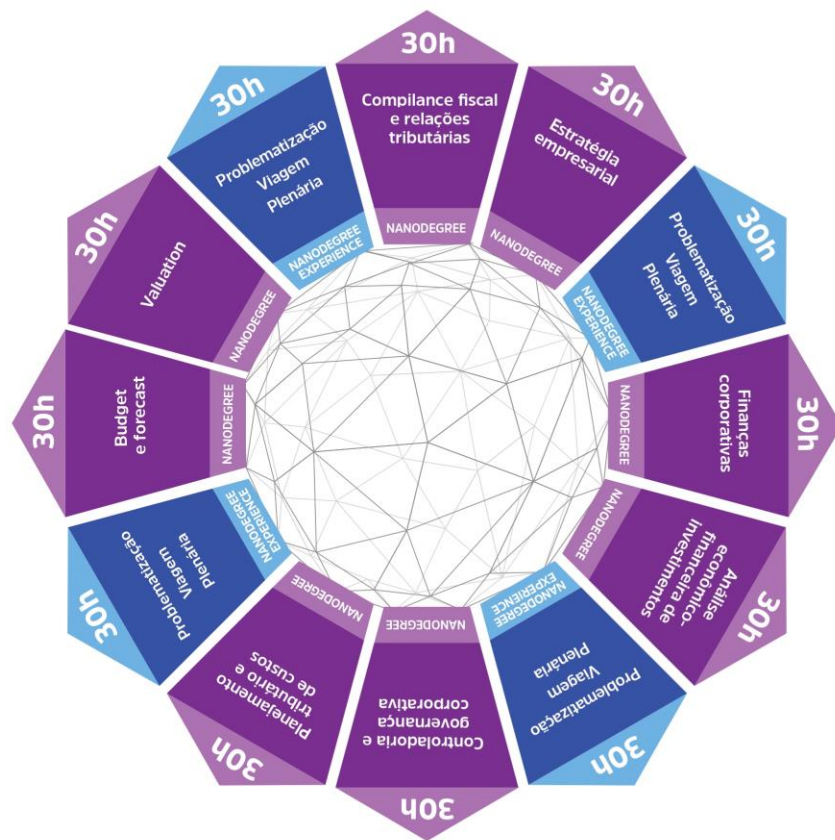 30h
Compilance fiscal
e relações
tributárias
NANODEGREE
30h
Estratégia
empresarial
NANODEGREE
30h
Problematização
Viagem
Plenária
NANODEGREE
EXPERIENCE
30h
Finanças
corporativas
NANODEGREE
30h
Análise
econômico-
financeira de
investimentos
NANODEGREE
30h
Problematização
Viagem
Plenária
NANODEGREE
EXPERIENCE
30h
Controladoria e
governança
corporativa
NANODEGREE
30h
Planejamento
tributário e
de custos
NANODEGREE
30h
Problematização
Viagem
Plenária
NANODEGREE
EXPERIENCE
30h
Budget
e forecast
NANODEGREE
30h
Valuation
NANODEGREE
30h
Problematização
Viagem
Plenária
NANODEGREE
EXPERIENCE